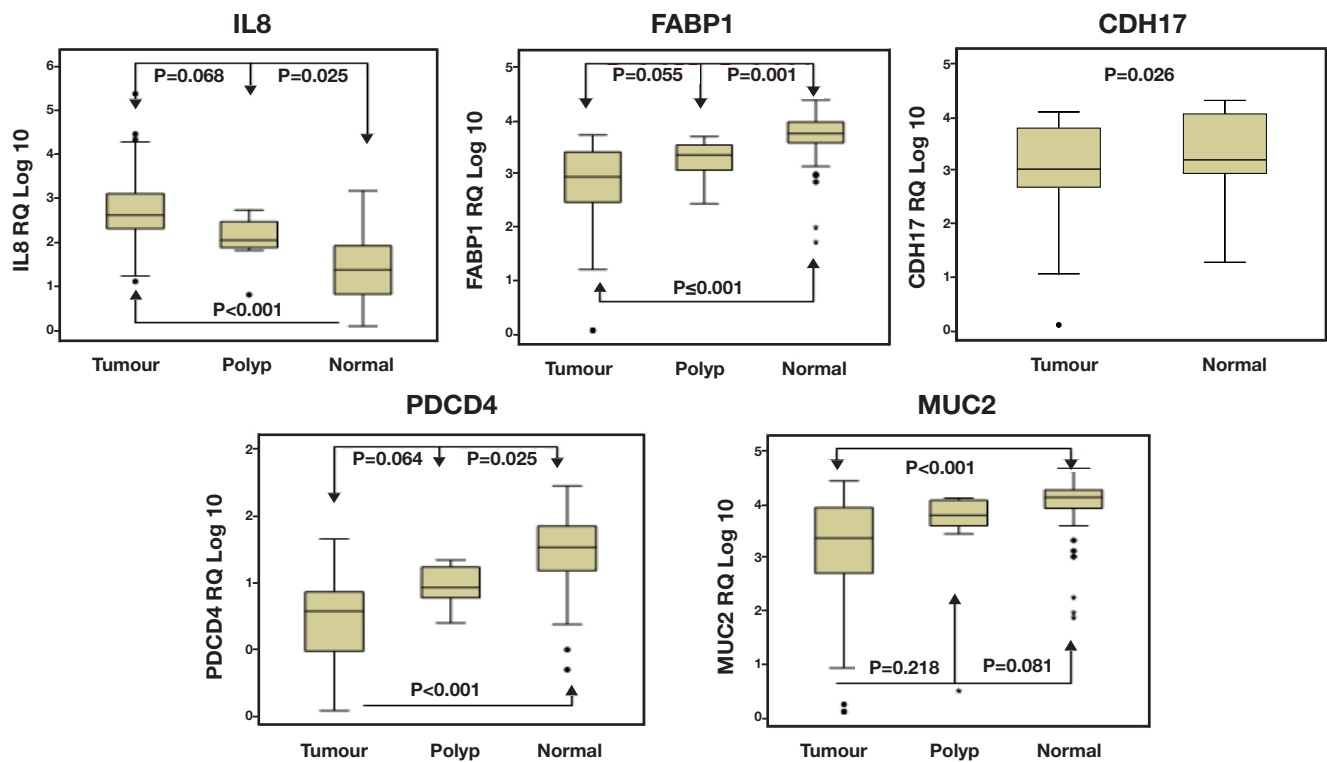 IL8
FABP1
CDH17
IL8 RQ Log 10
6
5
4
3
2
1
0
P=0.068
P=0.025
P<0.001
Tumour
Polyp
Normal
FABP1 RQ Log 10
5
4
3
2
1
0
P=0.055
P=0.001
P≤0.001
Tumour
Polyp
Normal
CDH17 RQ Log 10
5
4
3
2
1
0
P=0.026
Tumour
Normal
PDCD4
MUC2
PDCD4 RQ Log 10
2
2
1
0
0
P=0.064
P=0.025
P<0.001
Tumour
Polyp
Normal
MUC2 RQ Log 10
5
4
3
2
1
0
P<0.001
P=0.218
P=0.081
Tumour
Polyp
Normal